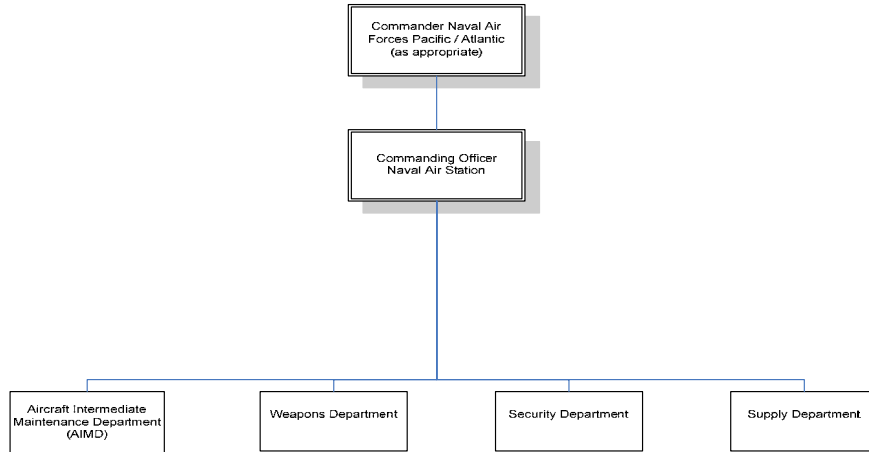 Commander Naval Air
Forces Pacific / Atlantic
(as appropriate)
Commanding Officer
Naval Air Station
Aircraft Intermediate
Maintenance Department
(AIMD)
Weapons Department
Security Department
Supply Department